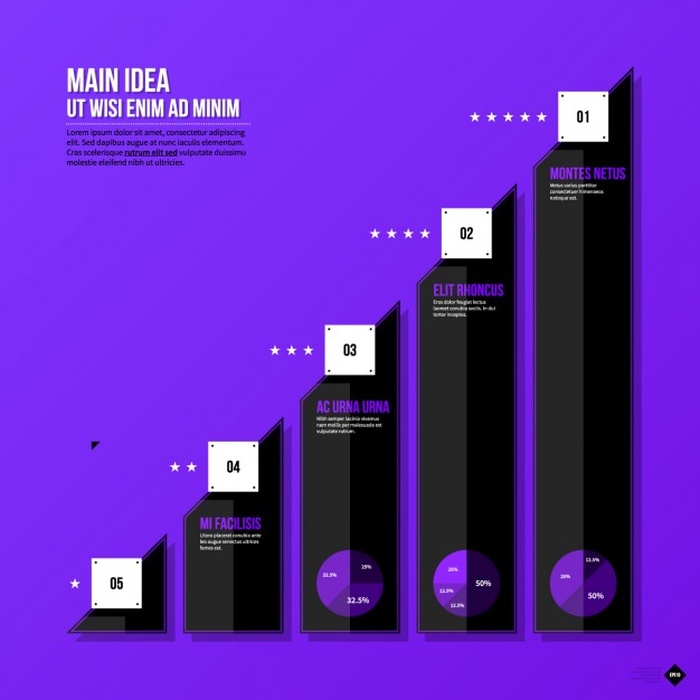 MAIN IDEA
UT WISI ENIM AD MINIM
Lorem ipsum dolor sit amet, consectetur adipiscing
elit. Sed dapibus augue at nunc iaculis elementum.
Cras scelerisque rutrum elit sed vulputate duissimu
molestie eleifend nibh ut ultricies.
01
MONTES NETUS
Metus varius porttitor
consectetuer himenaeos
natoque est.
02
ELIT RHONCUS
Eros dolor feugiat lectus
laoreet conubia sociis. In dui
tortor inceptos.
03
AC URNA URNA
Nibh semper lacinia vivamus
nam mollis per malesuada est
vulputate rutrum.
04
MI FACILISIS
Litora placerat conubia ante
leo augue senectus ultrices
fames est.
05
32.5%
25%
32.5%
20%
50%
12.5%
12.5%
12.5%
20%
50%
EPS10